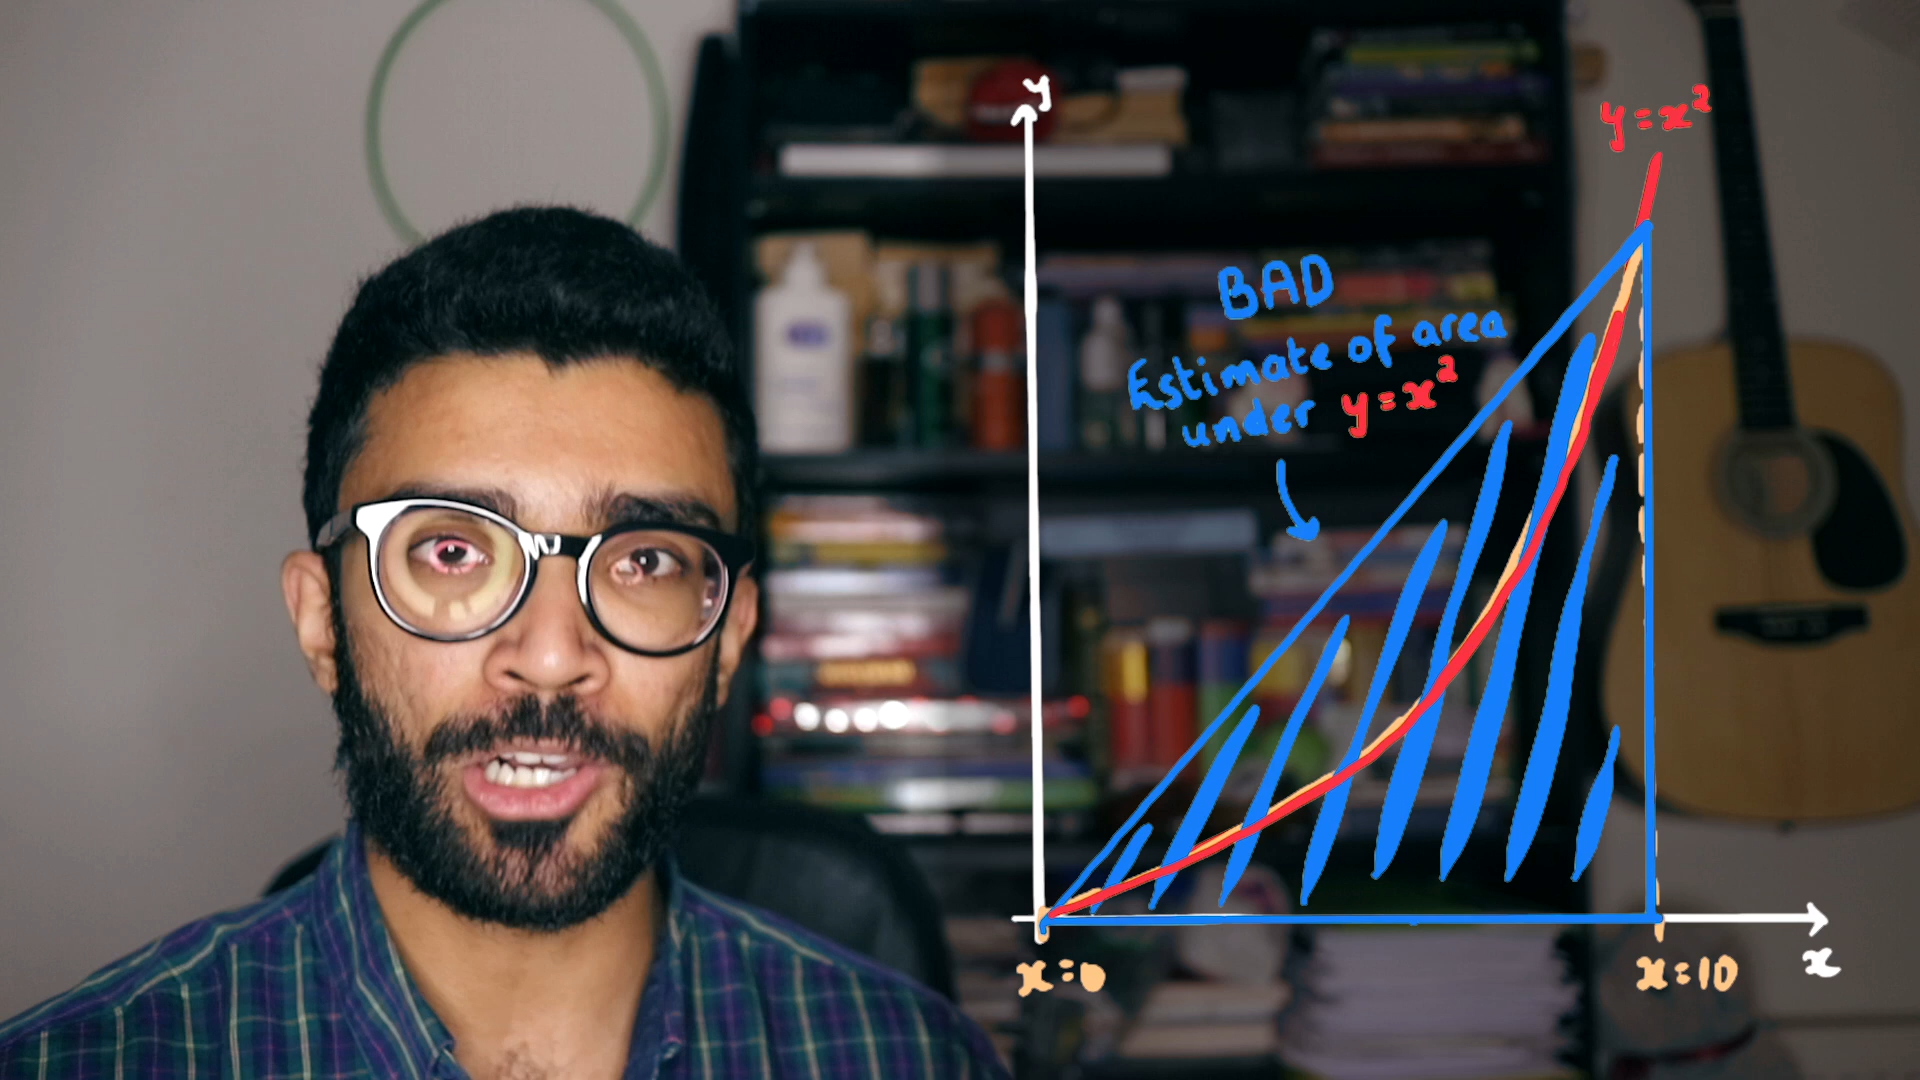 y
y=x²
BAD
Estimate of area
under y=x²
x=0
x=10
x